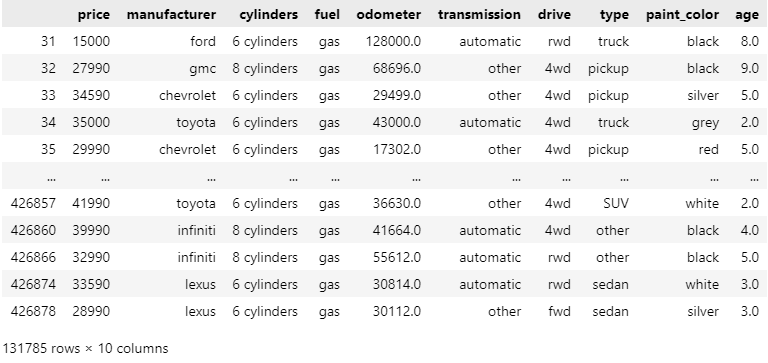 price manufacturer cylinders fuel odometer transmission drive type paint_color age
31 15000 ford 6 cylinders gas 128000.0 automatic rwd truck black 8.0
32 27990 gmc 8 cylinders gas 68696.0 other 4wd pickup black 9.0
33 34590 chevrolet 6 cylinders gas 29499.0 other 4wd pickup silver 5.0
34 35000 toyota 6 cylinders gas 43000.0 automatic 4wd truck grey 2.0
35 29990 chevrolet 6 cylinders gas 17302.0 other 4wd pickup red 5.0
... ... ... ... ... ... ... ... ... ... ...
426857 41990 toyota 6 cylinders gas 36630.0 other 4wd SUV white 2.0
426860 39990 infiniti 8 cylinders gas 41664.0 automatic 4wd other black 4.0
426866 32990 infiniti 8 cylinders gas 55612.0 automatic rwd other black 5.0
426874 33590 lexus 6 cylinders gas 30814.0 automatic rwd sedan white 3.0
426878 28990 lexus 6 cylinders gas 30112.0 other fwd sedan silver 3.0
131785 rows × 10 columns